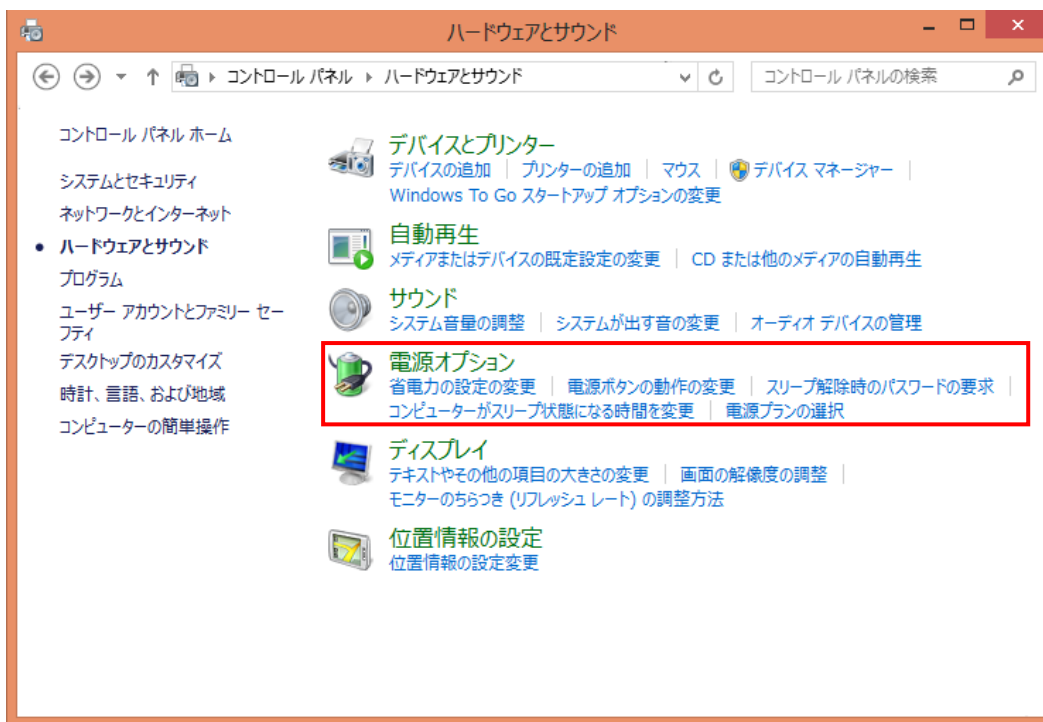 ハードウェアとサウンド
コントロール パネル ハードウェアとサウンド コントロール パネルの検索
コントロール パネル ホーム
システムとセキュリティ
ネットワークとインターネット
ハードウェアとサウンド
プログラム
ユーザー アカウントとファミリー セー
フティ
デスクトップのカスタマイズ
時計、言語、および地域
コンピューターの簡単操作
デバイスとプリンター
デバイスの追加 プリンターの追加 マウス デバイス マネージャー
Windows To Go スタートアップ オプションの変更
自動再生
メディアまたはデバイスの既定設定の変更 CD または他のメディアの自動再生
サウンド
システム音量の調整 システムが出す音の変更 オーディオ デバイスの管理
電源オプション
省電力の設定の変更 電源ボタンの動作の変更 スリープ解除時のパスワードの要求
コンピューターがスリープ状態になる時間を変更 電源プランの選択
ディスプレイ
テキストやその他の項目の大きさの変更 画面の解像度の調整
モニターのちらつき (リフレッシュ レート) の調整方法
位置情報の設定
位置情報の設定変更